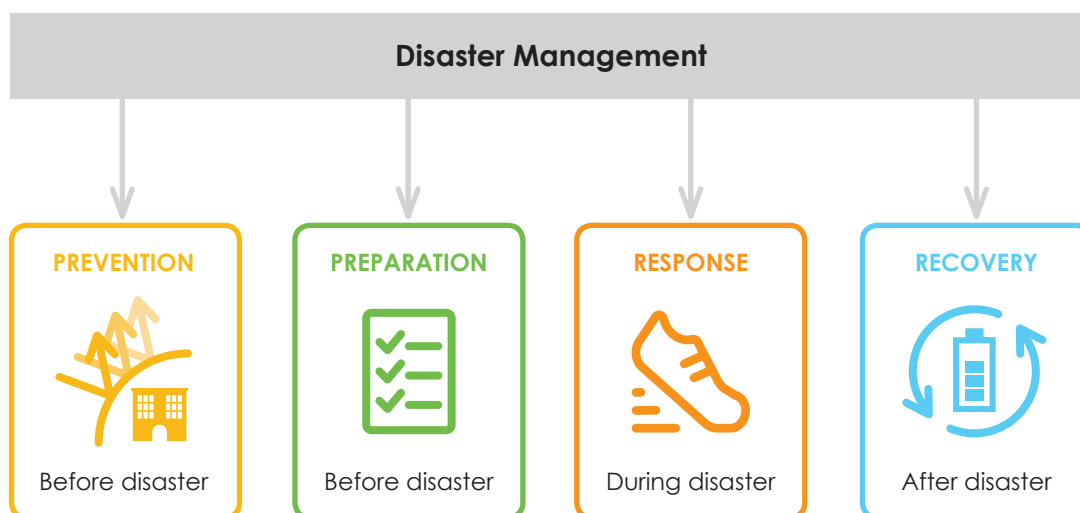 Disaster Management
PREVENTION
Before disaster
PREPARATION
Before disaster
RESPONSE
During disaster
RECOVERY
After disaster